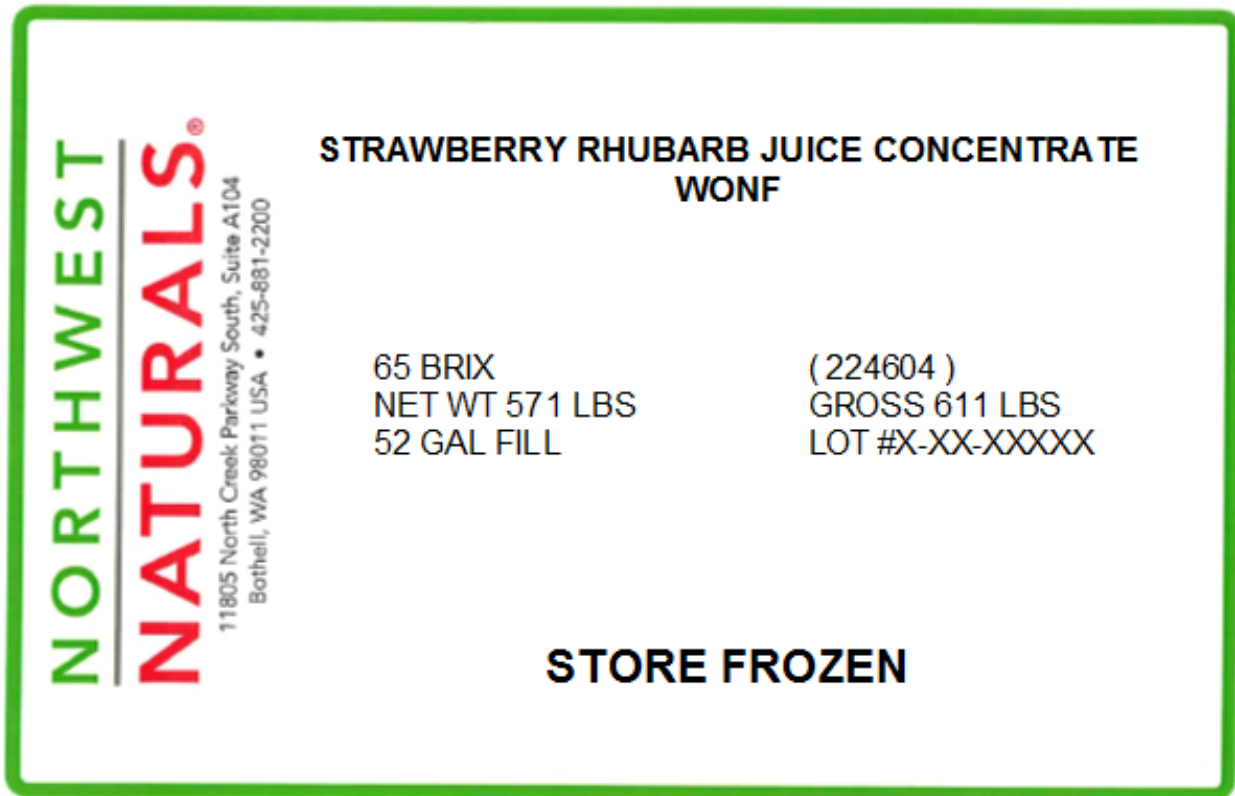 NORTHWEST
NATURALS®
11805 North Creek Parkway South, Suite A104
Bothell, WA 98011 USA • 425-881-2200
STRAWBERRY RHUBARB JUICE CONCENTRATE
WONF
65 BRIX ( 224604 )
NET WT 571 LBS GROSS 611 LBS
52 GAL FILL LOT #X-XX-XXXXX
STORE FROZEN